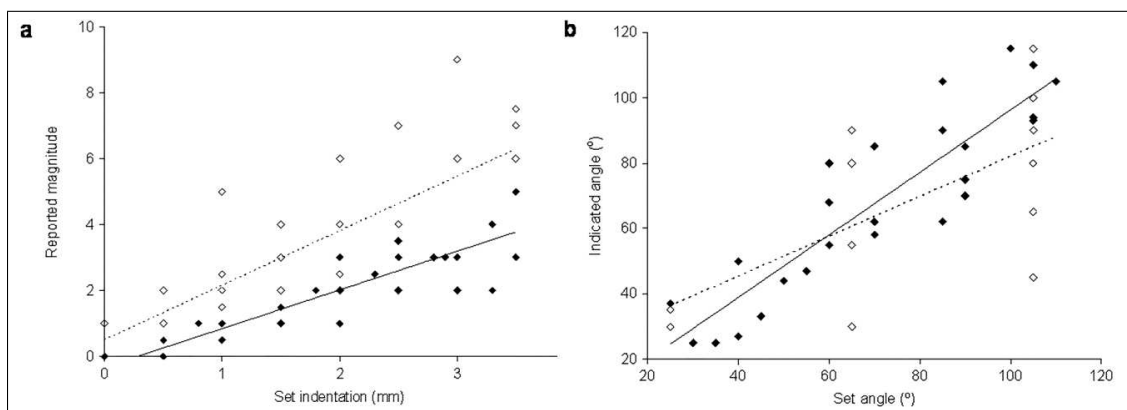 a
10
8
6
4
2
0
Reported magnitude
0 1 2 3
Set indentation (mm)
b
120
100
80
60
40
20
Indicated angle (º)
20 40 60 80 100 120
Set angle (º)